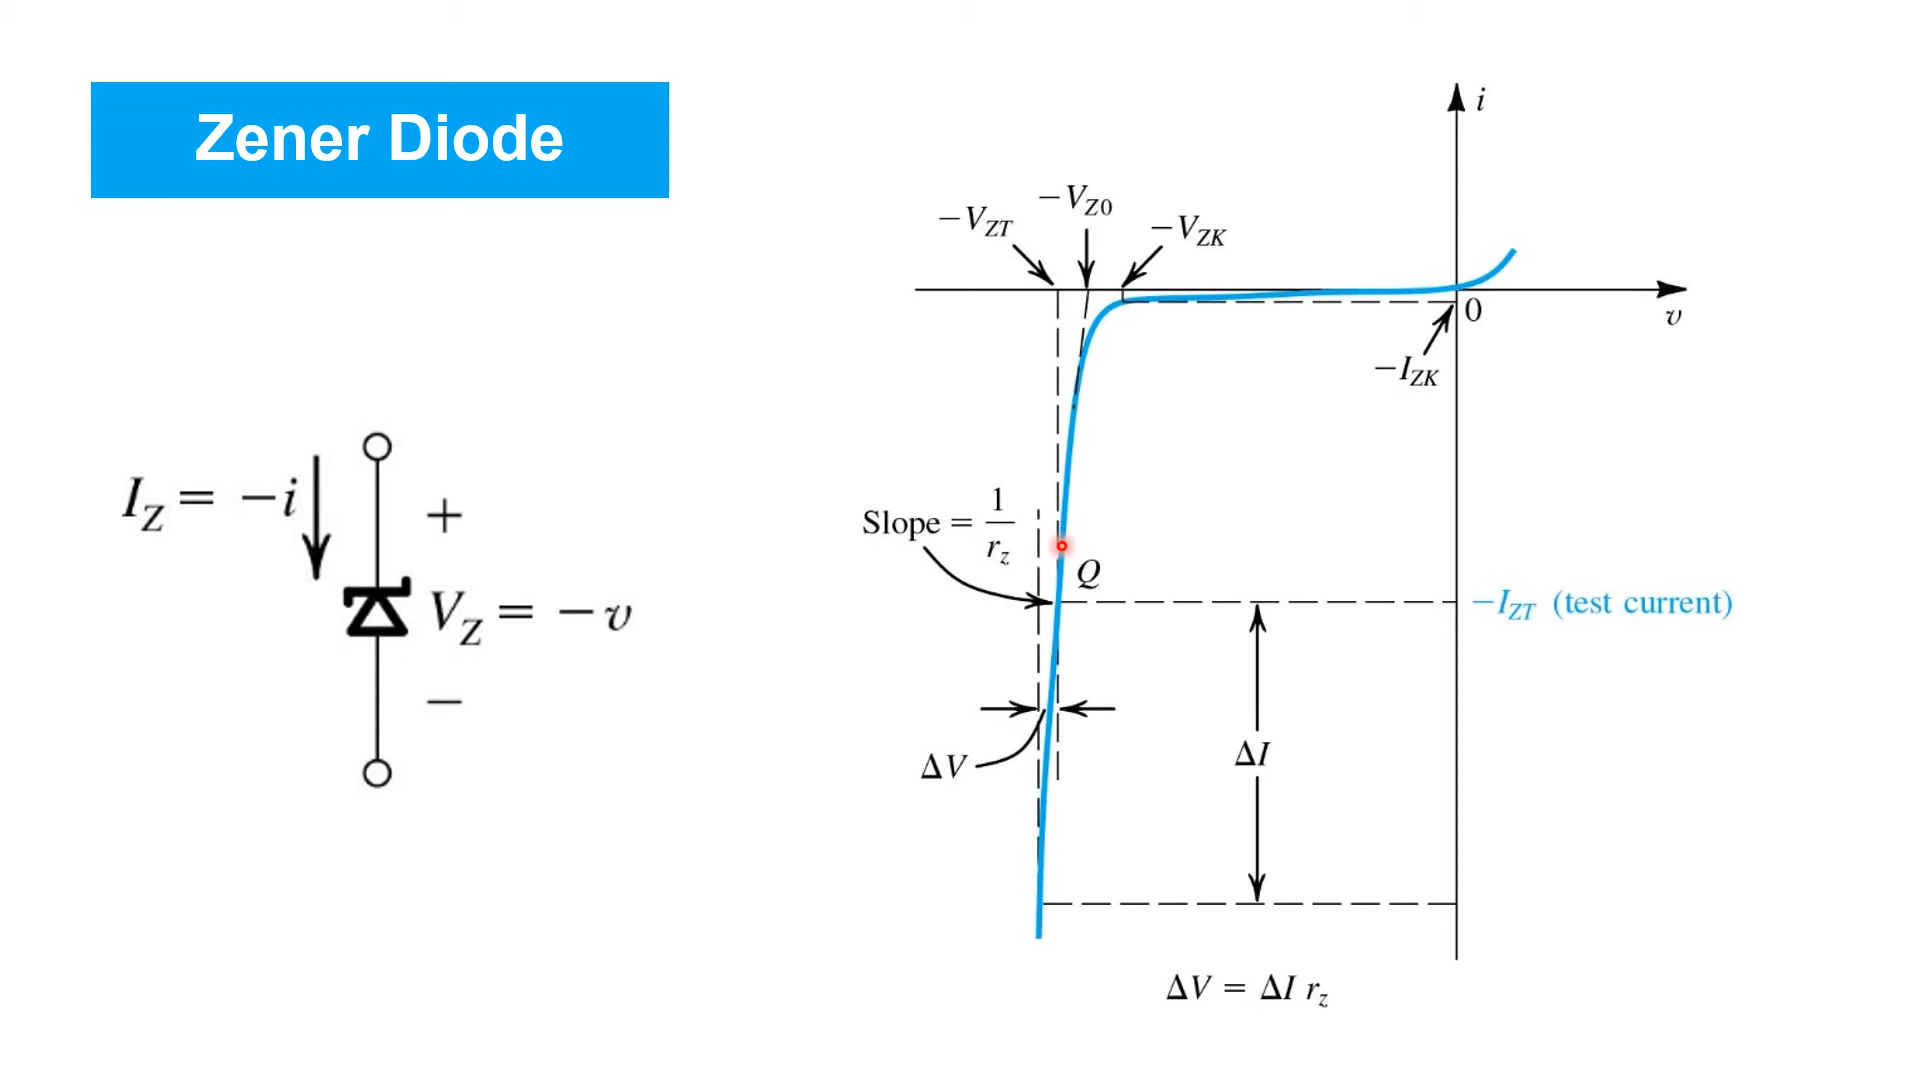 Zener Diode
i
−V_Z0
−V_ZT
−V_ZK
0
v
−I_ZK
I_Z = −i
+
Slope = 1/r_z
Q
−I_ZT (test current)
V_Z = −v
−
ΔV
ΔI
ΔV = ΔI r_z